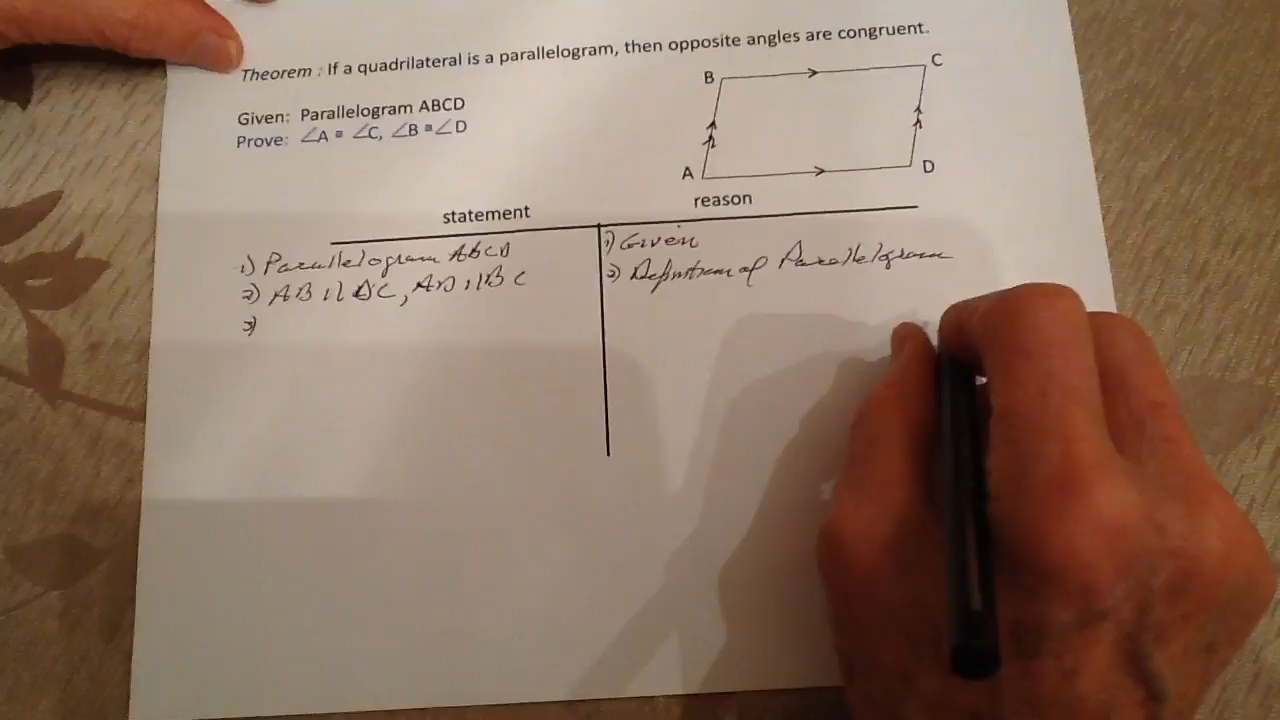 Theorem : If a quadrilateral is a parallelogram, then opposite angles are congruent.
Given: Parallelogram ABCD
Prove: ∠A ≅ ∠C, ∠B ≅ ∠D
B
C
A
D
statement
reason
1) Parallelogram ABCD
1) Given
2) AB || DC, AD || BC
2) Definition of Parallelogram
3)